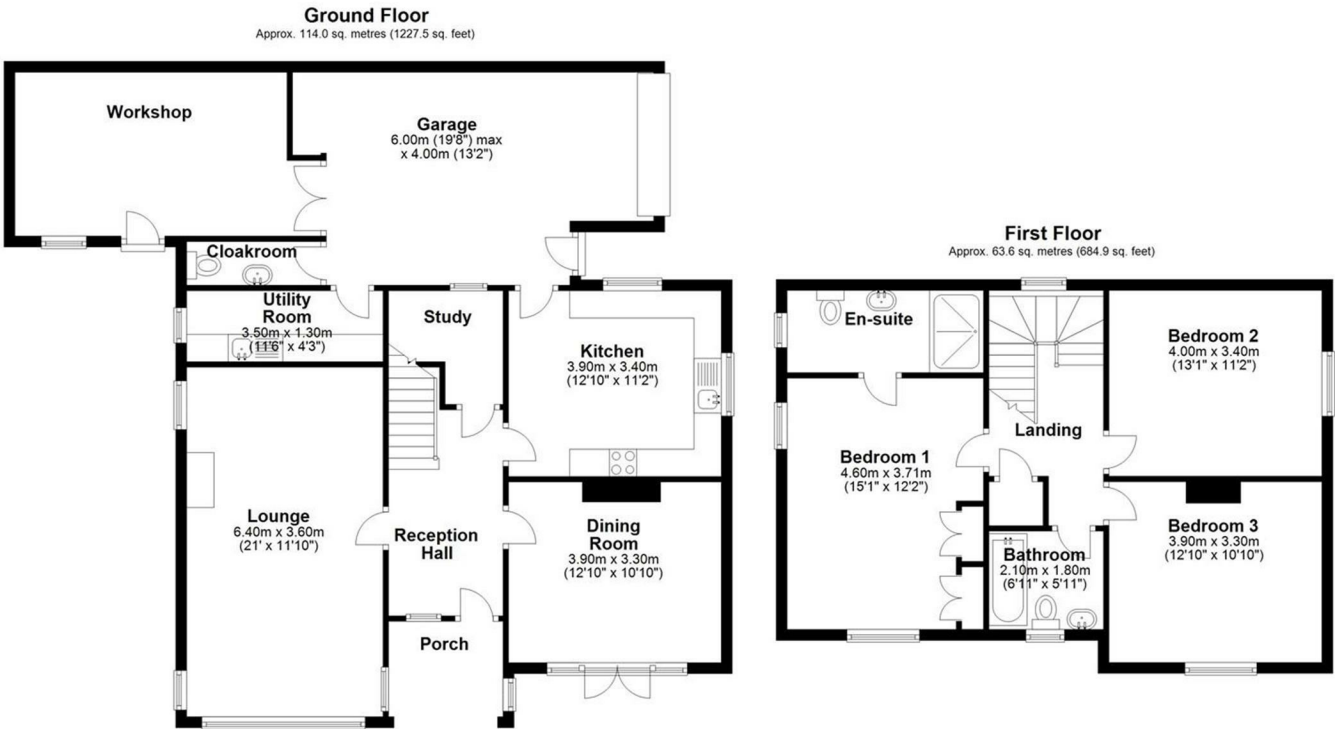 Ground Floor
Approx. 114.0 sq. metres (1227.5 sq. feet)
Workshop
Garage
6.00m (19'8") max
x 4.00m (13'2")
Cloakroom
Utility
Room
3.50m x 1.30m
(11'6" x 4'3")
Study
Kitchen
3.90m x 3.40m
(12'10" x 11'2")
Lounge
6.40m x 3.60m
(21' x 11'10")
Reception
Hall
Dining
Room
3.90m x 3.30m
(12'10" x 10'10")
Porch
First Floor
Approx. 63.6 sq. metres (684.9 sq. feet)
En-suite
Bedroom 2
4.00m x 3.40m
(13'1" x 11'2")
Landing
Bedroom 1
4.60m x 3.71m
(15'1" x 12'2")
Bathroom
2.10m x 1.80m
(6'11" x 5'11")
Bedroom 3
3.90m x 3.30m
(12'10" x 10'10")